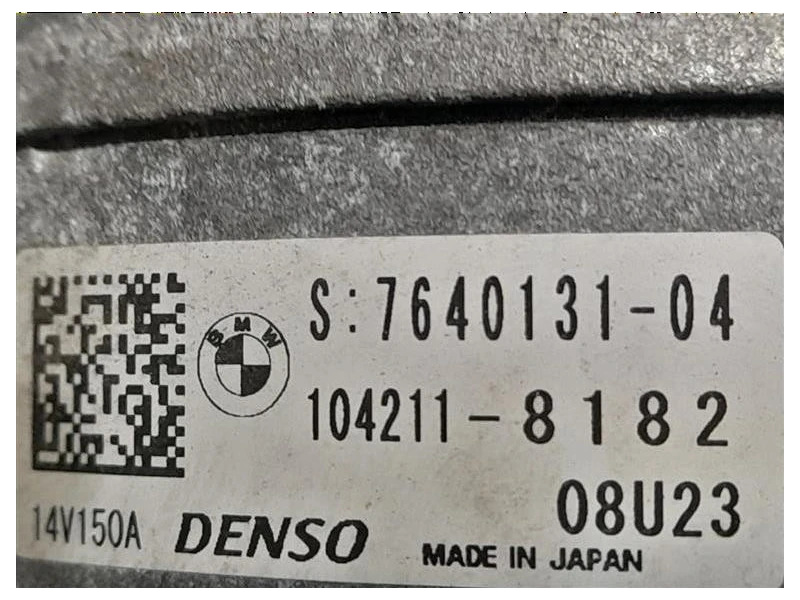 S:7640131-04
BMW
104211-8182
08U23
14V150A DENSO MADE IN JAPAN